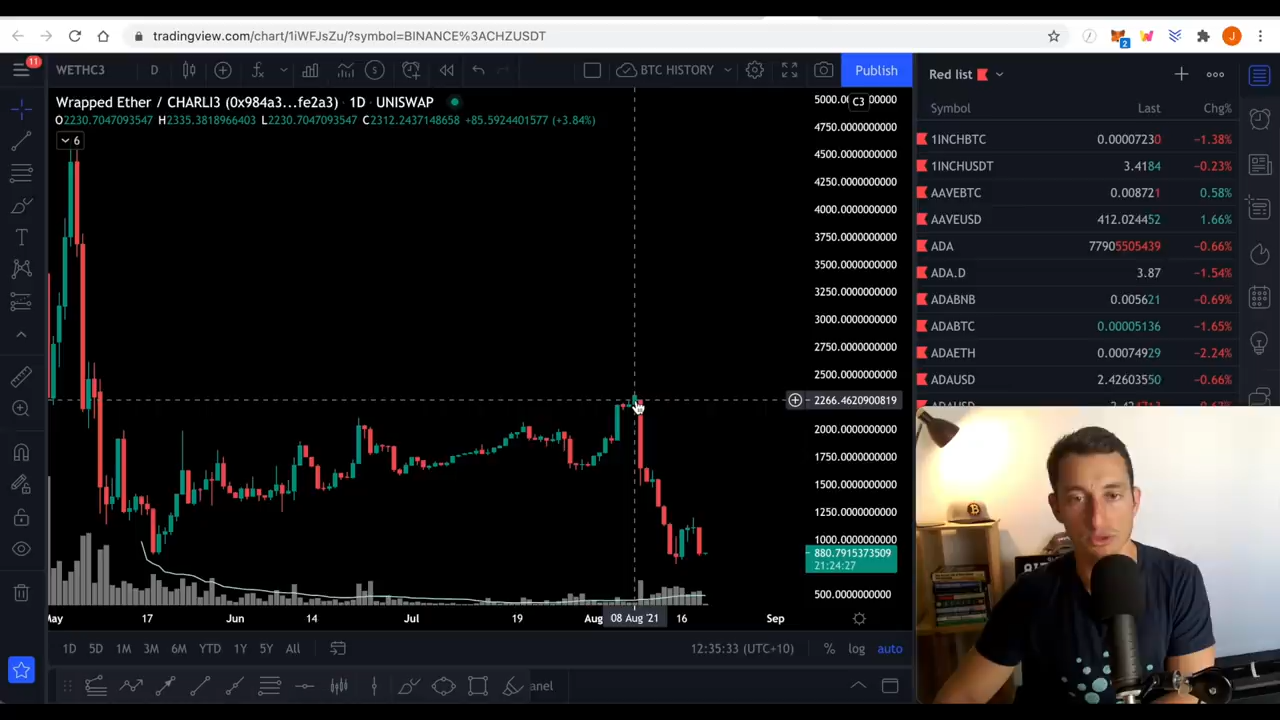 tradingview.com/chart/1iWFJsZu/?symbol=BINANCE%3ACHZUSDT
2
J
11
WETHC3
D
BTC HISTORY
Publish
Red list
Wrapped Ether / CHARLI3 (0x984a3...fe2a3) · 1D · UNISWAP
O2230.7047093547 H2335.3818966403 L2230.7047093547 C2312.2437148658 +85.5924401577 (+3.84%)
6
C3
Symbol Last Chg%
1INCHBTC 0.00007230 −1.38%
1INCHUSDT 3.4184 −0.23%
AAVEBTC 0.008721 0.58%
AAVEUSD 412.024452 1.66%
ADA 77905505439 −0.66%
ADA.D 3.87 −1.54%
ADABNB 0.005621 −0.69%
ADABTC 0.00005136 −1.65%
ADAETH 0.00074929 −2.24%
ADAUSD 2.42603550 −0.66%
4750.0000000000
4500.0000000000
4250.0000000000
4000.0000000000
3750.0000000000
3500.0000000000
3250.0000000000
3000.0000000000
2750.0000000000
2500.0000000000
2266.4620900819
2000.0000000000
1750.0000000000
1500.0000000000
1250.0000000000
1000.0000000000
880.7915373509
21:24:27
500.0000000000
May 17 Jun 14 Jul 19 Aug 08 Aug '21 16 Sep
1D 5D 1M 3M 6M YTD 1Y 5Y All
12:35:33 (UTC+10) % log auto
anel